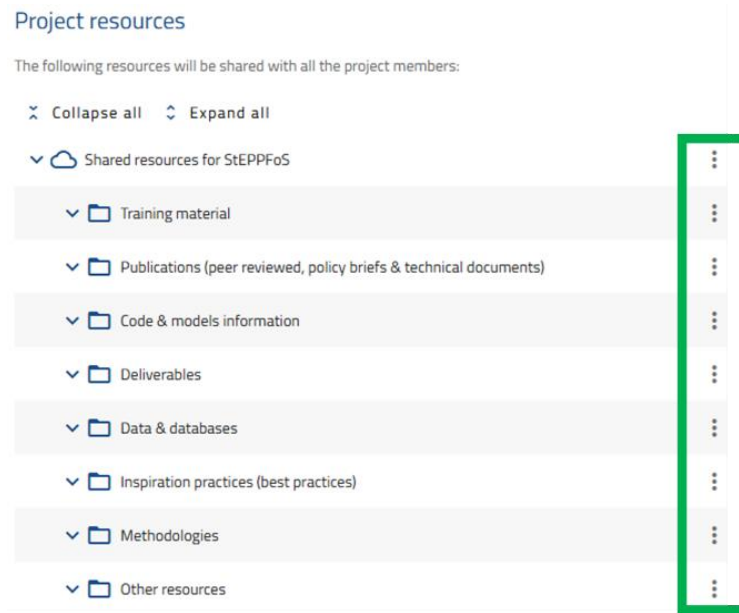 Project resources
The following resources will be shared with all the project members:
Collapse all Expand all
Shared resources for StEPPFoS
Training material
Publications (peer reviewed, policy briefs & technical documents)
Code & models information
Deliverables
Data & databases
Inspiration practices (best practices)
Methodologies
Other resources